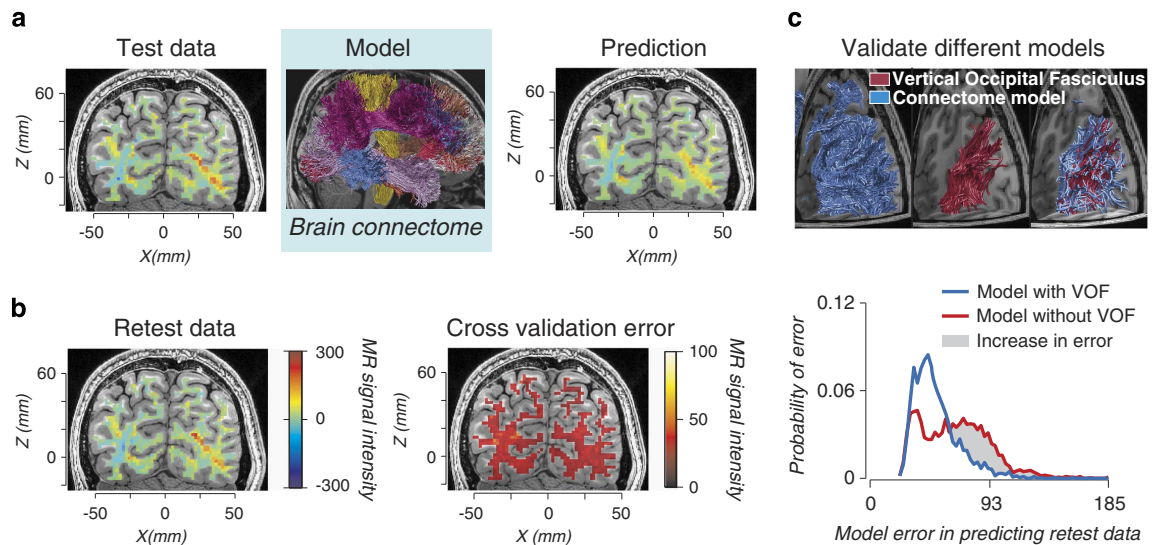 a
Test data
Model
Prediction
60
0
Z (mm)
-50 0 50
X(mm)
Brain connectome
60
0
Z (mm)
-50 0 50
X(mm)
c
Validate different models
Vertical Occipital Fasciculus
Connectome model
b
Retest data
60
0
Z (mm)
-50 0 50
X(mm)
300
0
-300
MR signal intensity
Cross validation error
60
0
Z (mm)
-50 0 50
X (mm)
100
50
0
MR signal intensity
Model with VOF
Model without VOF
Increase in error
0.12
0.06
0
Probability of error
0 93 185
Model error in predicting retest data